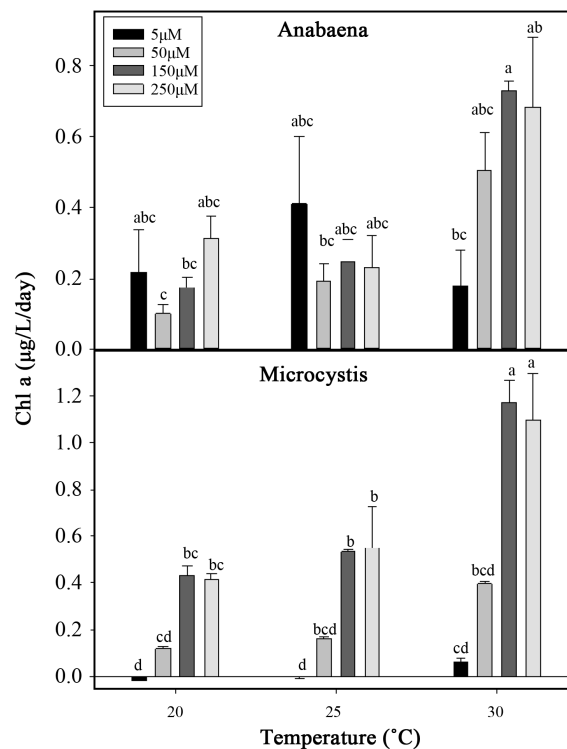 Anabaena
5μM
50μM
150μM
250μM
0.8
0.6
0.4
0.2
0.0
abc
c
bc
abc
abc
bc
abc
abc
bc
abc
a
ab
Chl a (μg/L/day)
Microcystis
1.2
1.0
0.8
0.6
0.4
0.2
0.0
d
cd
bc
bc
d
bcd
b
b
cd
bcd
a
a
20
25
30
Temperature (˚C)